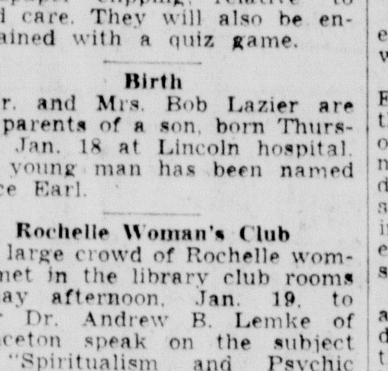 care. They will also be en-
ained with a quiz game.
Birth
r. and Mrs. Bob Lazier are
parents of a son, born Thurs-
Jan. 18 at Lincoln hospital.
young man has been named
ce Earl.
Rochelle Woman's Club
large crowd of Rochelle wom-
met in the library club rooms
ay afternoon, Jan. 19, to
Dr. Andrew B. Lemke of
ceton speak on the subject
"Spiritualism and Psychic